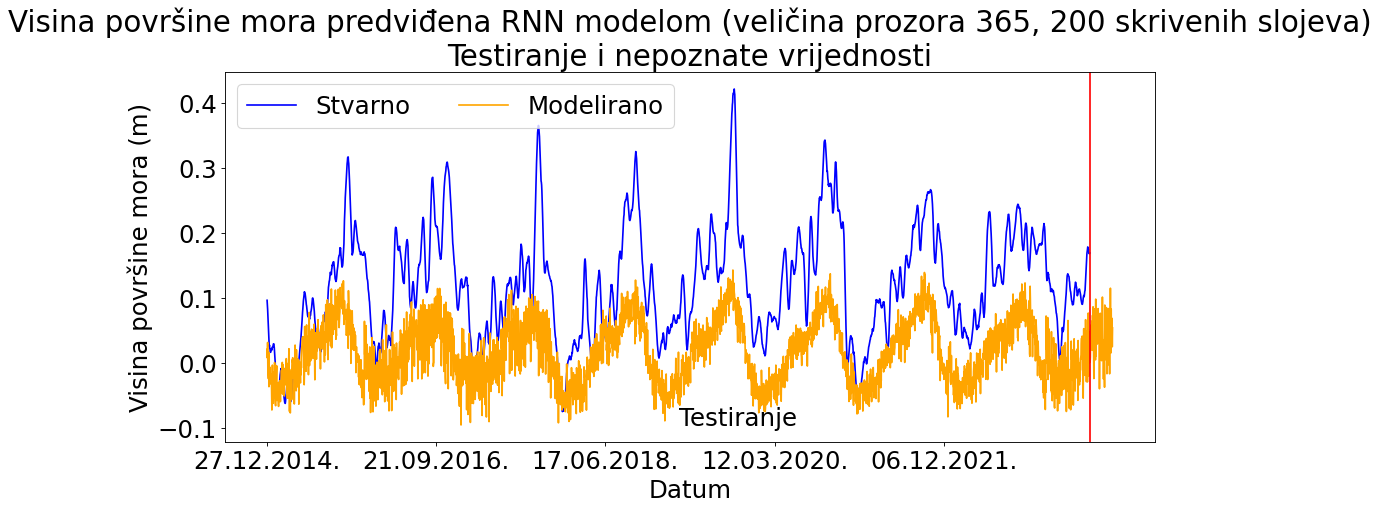 Visina površine mora predviđena RNN modelom (veličina prozora 365, 200 skrivenih slojeva)
Testiranje i nepoznate vrijednosti
Stvarno Modelirano
Visina površine mora (m)
0.4
0.3
0.2
0.1
0.0
−0.1
Testiranje
27.12.2014. 21.09.2016. 17.06.2018. 12.03.2020. 06.12.2021.
Datum